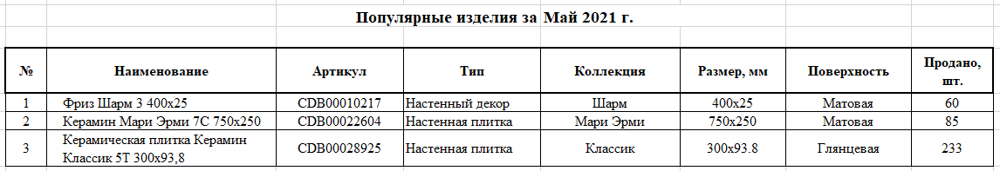 Популярные изделия за Май 2021 г.
№ Наименование Артикул Тип Коллекция Размер, мм Поверхность Продано, шт.
1 Фриз Шарм 3 400х25 CDB00010217 Настенный декор Шарм 400х25 Матовая 60
2 Керамин Мари Эрми 7С 750х250 CDB00022604 Настенная плитка Мари Эрми 750х250 Матовая 85
3 Керамическая плитка Керамин Классик 5Т 300х93,8 CDB00028925 Настенная плитка Классик 300х93.8 Глянцевая 233